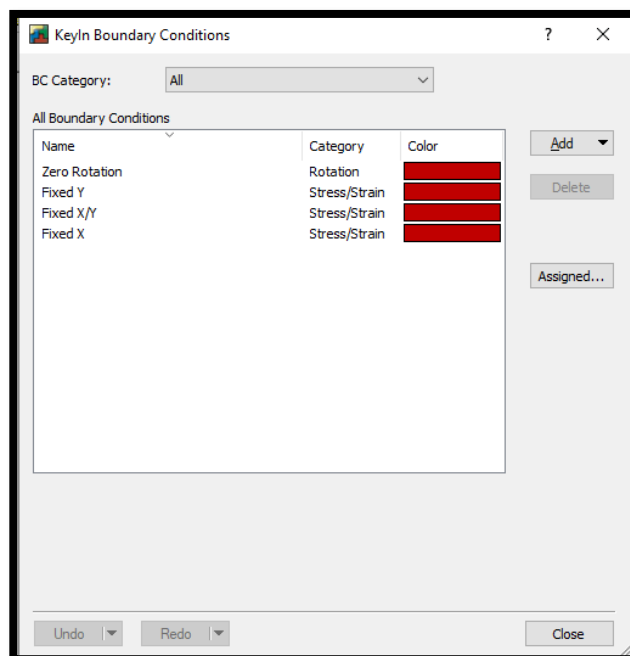 KeyIn Boundary Conditions ?
BC Category: All
All Boundary Conditions
Name Category Color Add
Zero Rotation Rotation
Fixed Y Stress/Strain Delete
Fixed X/Y Stress/Strain
Fixed X Stress/Strain
Assigned...
Undo Redo Close